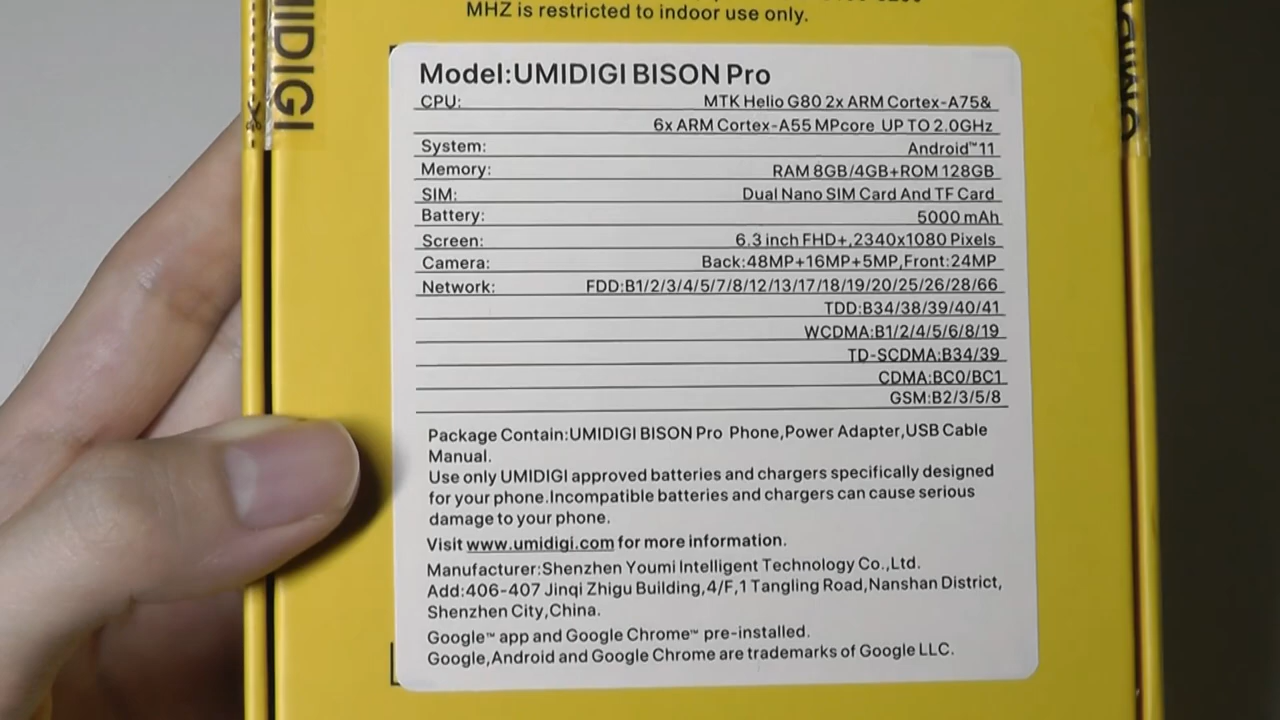 MHZ is restricted to indoor use only.
MIDIGI
Model:UMIDIGI BISON Pro
CPU: MTK Helio G80 2x ARM Cortex-A75&
6x ARM Cortex-A55 MPcore UP TO 2.0GHz
System: Android™11
Memory: RAM 8GB/4GB+ROM 128GB
SIM: Dual Nano SIM Card And TF Card
Battery: 5000 mAh
Screen: 6.3 inch FHD+,2340x1080 Pixels
Camera: Back:48MP+16MP+5MP,Front:24MP
Network: FDD:B1/2/3/4/5/7/8/12/13/17/18/19/20/25/26/28/66
TDD:B34/38/39/40/41
WCDMA:B1/2/4/5/6/8/19
TD-SCDMA:B34/39
CDMA:BC0/BC1
GSM:B2/3/5/8
Package Contain:UMIDIGI BISON Pro Phone,Power Adapter,USB Cable
Manual.
Use only UMIDIGI approved batteries and chargers specifically designed
for your phone.Incompatible batteries and chargers can cause serious
damage to your phone.
Visit www.umidigi.com for more information.
Manufacturer:Shenzhen Youmi Intelligent Technology Co.,Ltd.
Add:406-407 Jinqi Zhigu Building,4/F,1 Tangling Road,Nanshan District,
Shenzhen City,China.
Google™ app and Google Chrome™ pre-installed.
Google,Android and Google Chrome are trademarks of Google LLC.